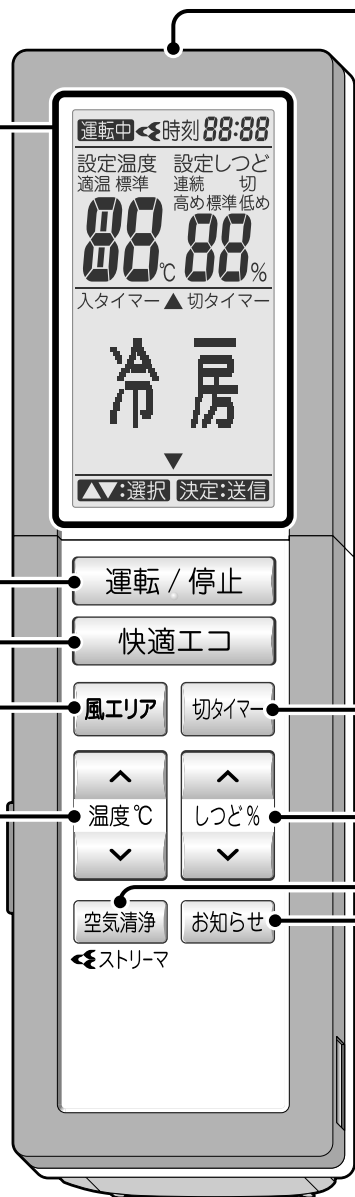 運転中 時刻 88:88
設定温度 設定しつど
適温 標準 連続 切
高め 標準 低め
88℃ 88%
入タイマー ▲ 切タイマー
冷房
▼
▲▼:選択 決定:送信
運転 / 停止
快適エコ
風エリア 切タイマー
温度℃ しつど%
空気清浄 お知らせ
ストリーマ